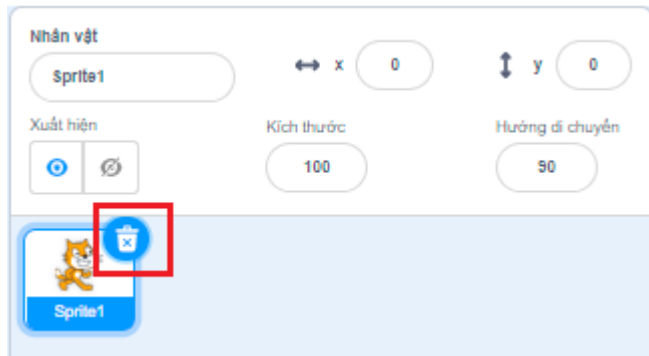 Nhân vật
Sprite1
x 0
y 0
Xuất hiện
Kích thước
Hướng di chuyển
100
90
Sprite1